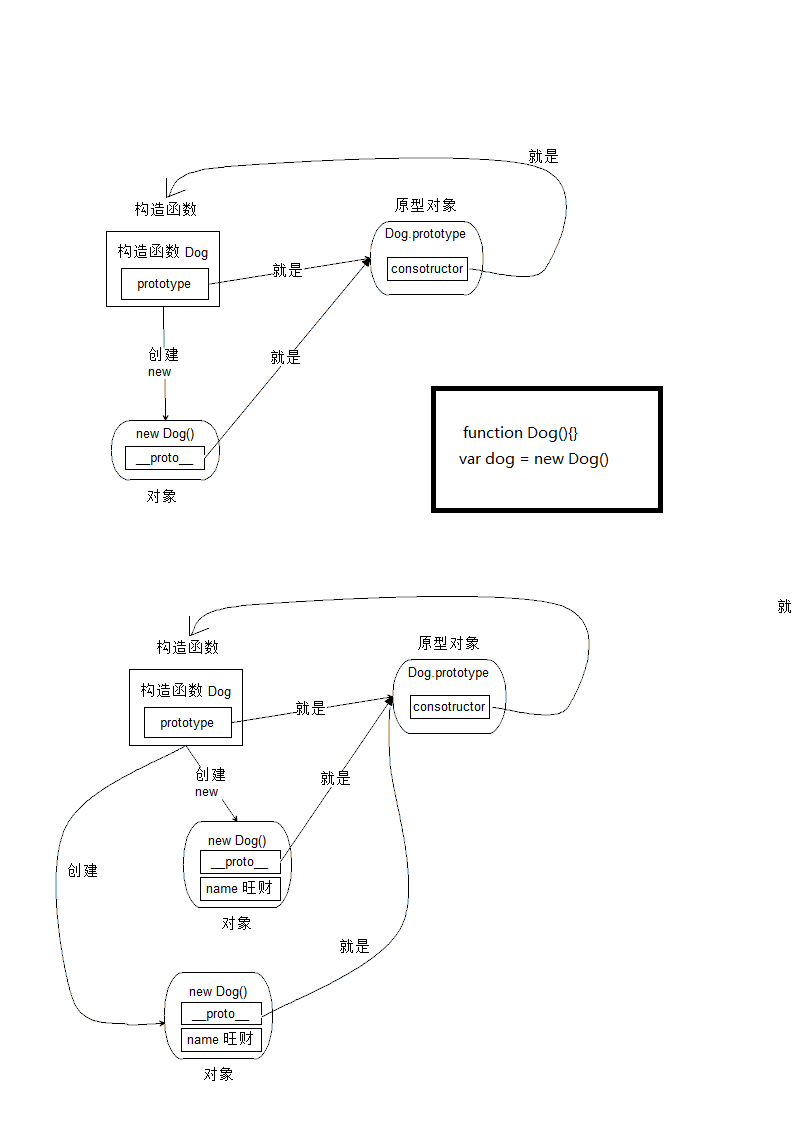 就是
构造函数
原型对象
构造函数 Dog
prototype
就是
Dog.prototype
consotructor
创建
new
就是
new Dog()
__proto__
对象
function Dog(){}
var dog = new Dog()
就
构造函数
原型对象
构造函数 Dog
prototype
就是
Dog.prototype
consotructor
创建
new
就是
new Dog()
__proto__
name 旺财
对象
创建
就是
new Dog()
__proto__
name 旺财
对象